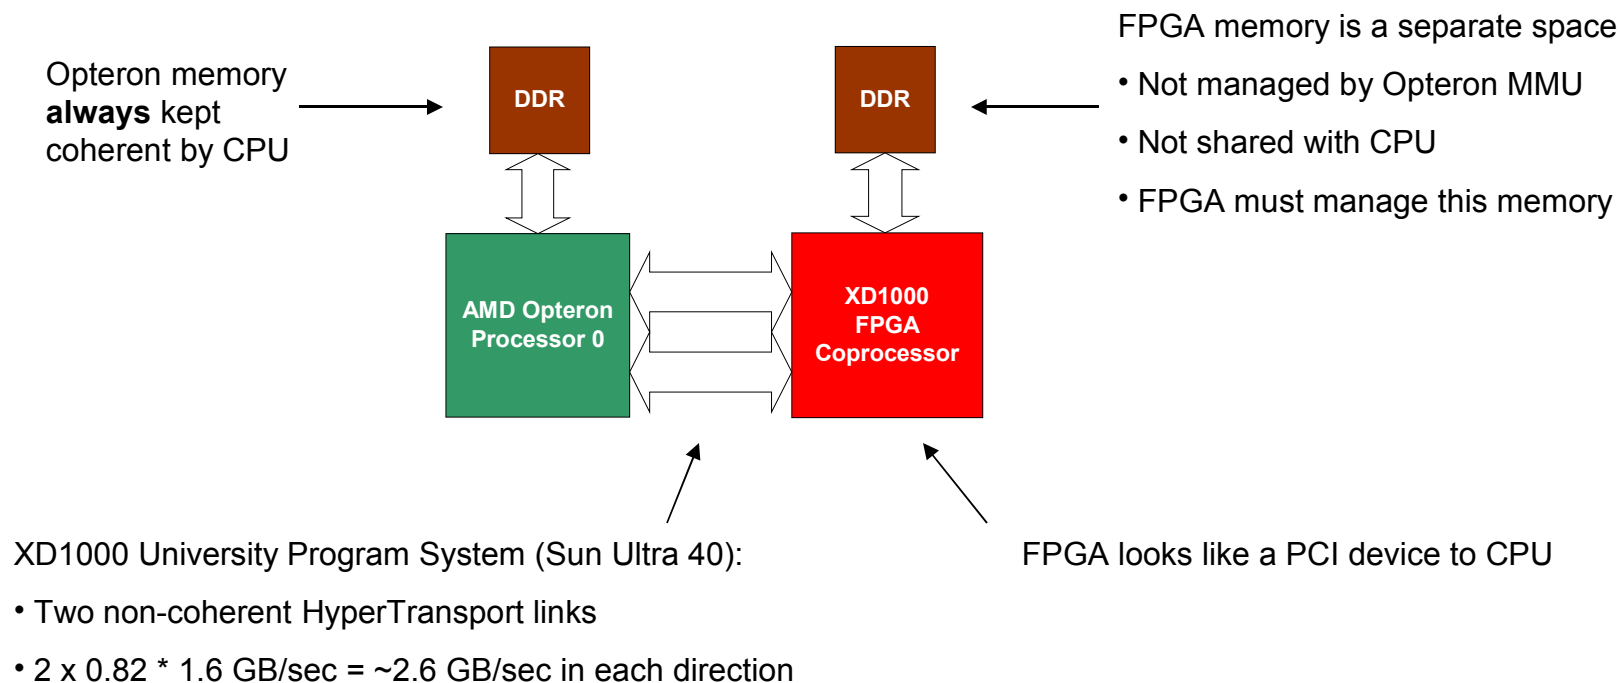 FPGA memory is a separate space
• Not managed by Opteron MMU
• Not shared with CPU
• FPGA must manage this memory
Opteron memory
always kept
coherent by CPU
DDR
DDR
AMD Opteron
Processor 0
XD1000
FPGA
Coprocessor
XD1000 University Program System (Sun Ultra 40):
• Two non-coherent HyperTransport links
• 2 x 0.82 * 1.6 GB/sec = ~2.6 GB/sec in each direction
FPGA looks like a PCI device to CPU